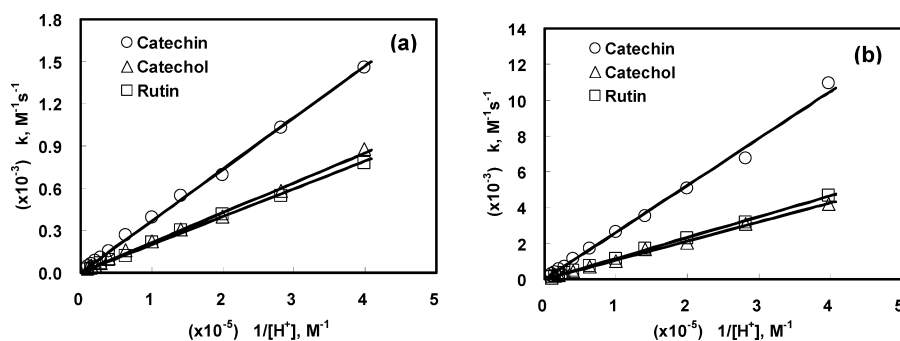 (a)
Catechin
Catechol
Rutin
(x10⁻³) k, M⁻¹s⁻¹
1.8
1.5
1.2
0.9
0.6
0.3
0.0
0 1 2 3 4 5
(x10⁻⁵) 1/[H⁺], M⁻¹
(b)
Catechin
Catechol
Rutin
(x10⁻³) k, M⁻¹s⁻¹
14
12
10
8
6
4
2
0
0 1 2 3 4 5
(x10⁻⁵) 1/[H⁺], M⁻¹